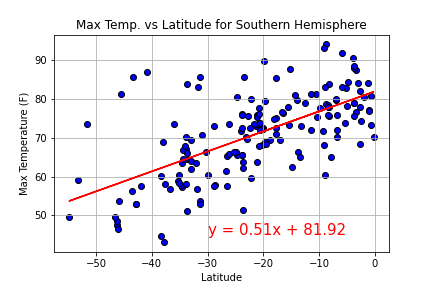 Max Temp. vs Latitude for Southern Hemisphere
Max Temperature (F)
90
80
70
60
50
y = 0.51x + 81.92
−50
−40
−30
−20
−10
0
Latitude